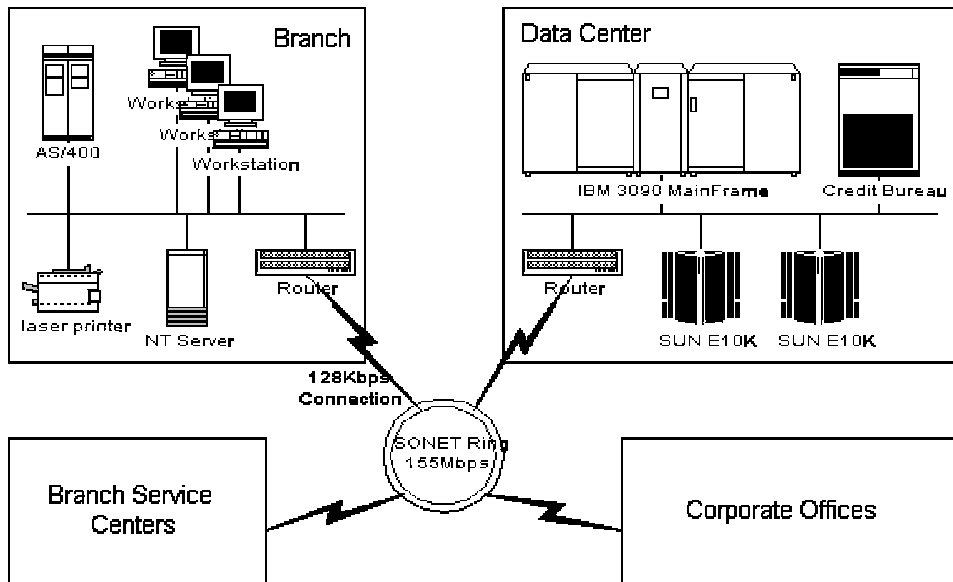 Branch
AS/400
Workstation
laser printer
NT Server
Router
Data Center
IBM 3090 MainFrame
Credit Bureau
Router
SUN E10K
SUN E10K
128Kbps
Connection
SONET Ring
155Mbps
Branch Service
Centers
Corporate Offices